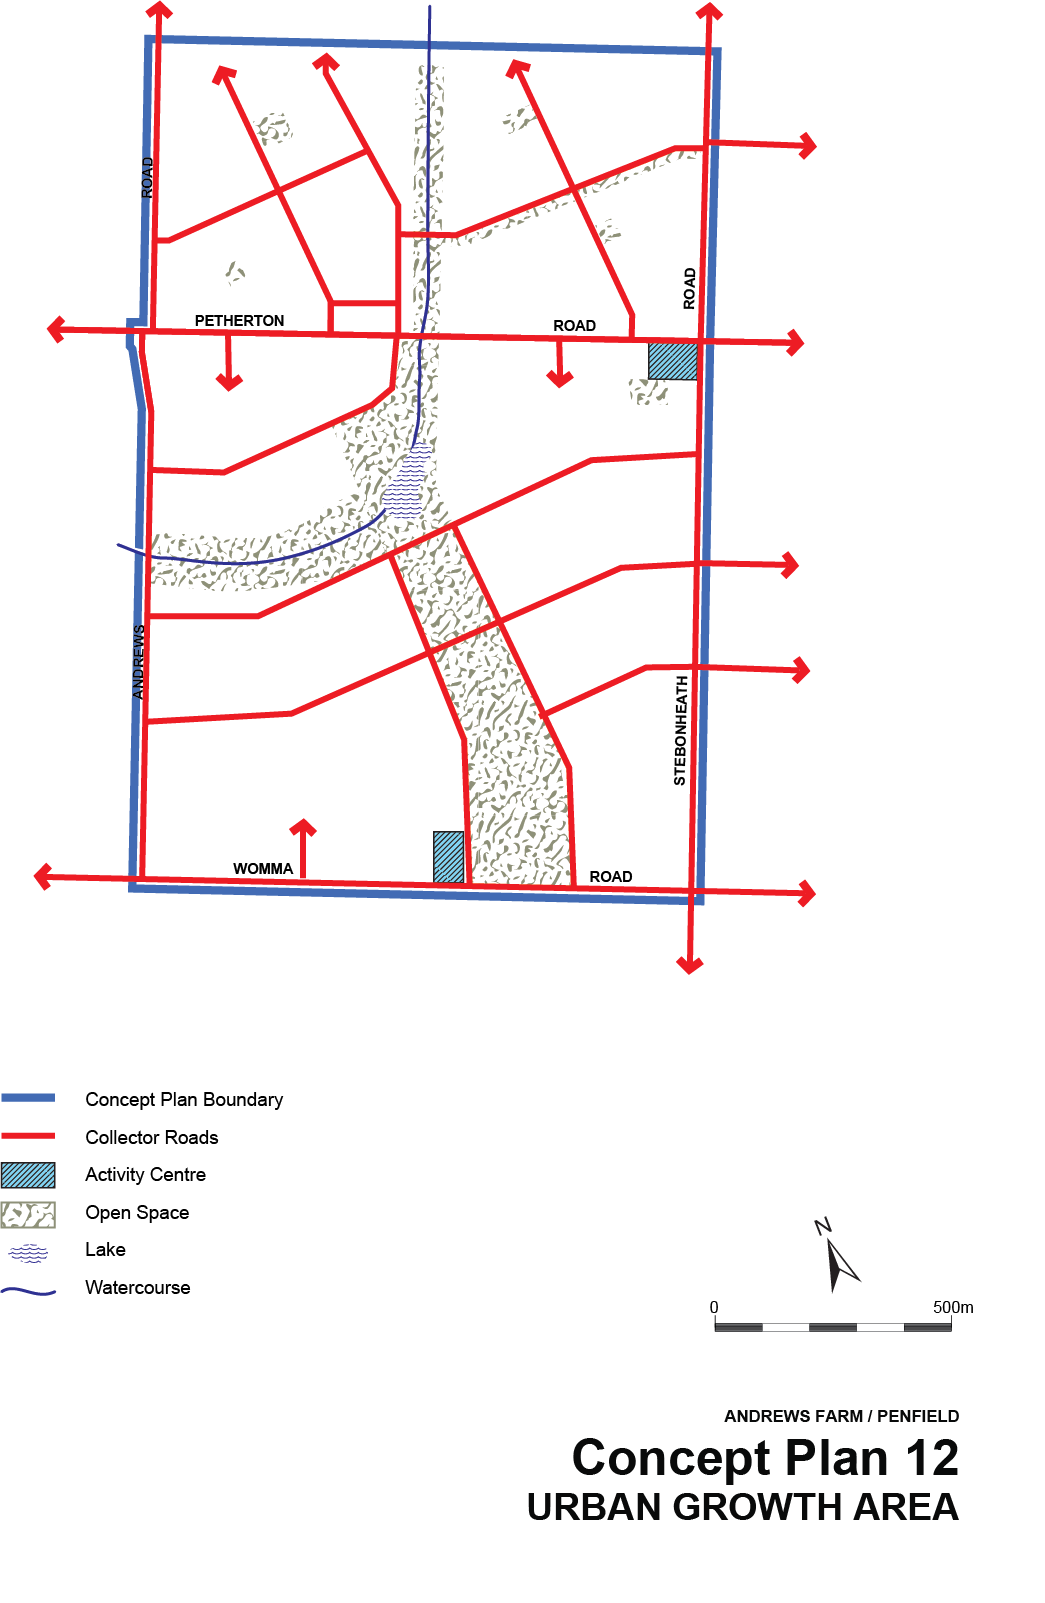 ROAD
ROAD
PETHERTON
ROAD
ANDREWS
STEBONHEATH
WOMMA
ROAD
Concept Plan Boundary
Collector Roads
Activity Centre
Open Space
Lake
Watercourse
N
0 500m
ANDREWS FARM / PENFIELD
Concept Plan 12
URBAN GROWTH AREA